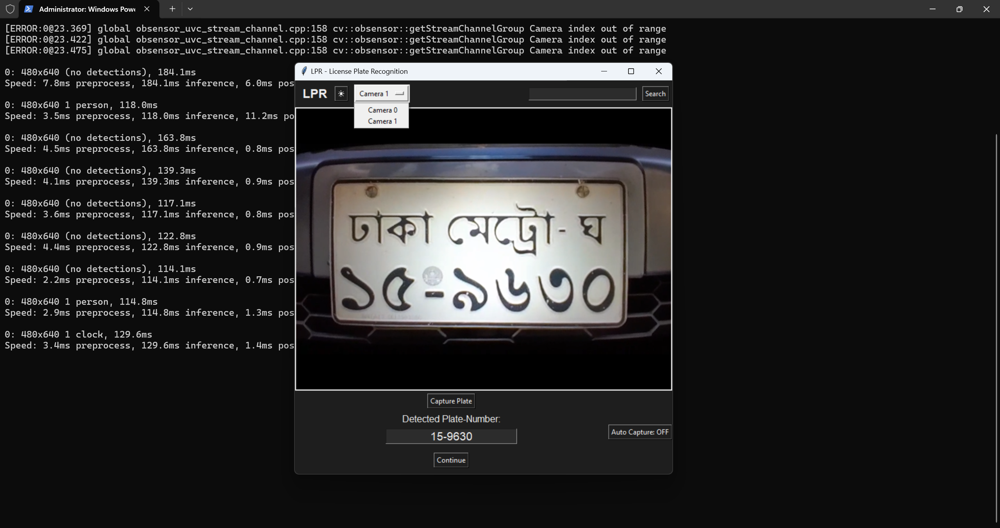 Administrator: Windows Powe
[ERROR:0@23.369] global obsensor_uvc_stream_channel.cpp:158 cv::obsensor::getStreamChannelGroup Camera index out of range
[ERROR:0@23.422] global obsensor_uvc_stream_channel.cpp:158 cv::obsensor::getStreamChannelGroup Camera index out of range
[ERROR:0@23.475] global obsensor_uvc_stream_channel.cpp:158 cv::obsensor::getStreamChannelGroup Camera index out of range
0: 480x640 (no detections), 184.1ms
Speed: 7.8ms preprocess, 184.1ms inference, 6.0ms pos
0: 480x640 1 person, 118.0ms
Speed: 3.5ms preprocess, 118.0ms inference, 11.2ms po
0: 480x640 (no detections), 163.8ms
Speed: 4.5ms preprocess, 163.8ms inference, 0.8ms pos
0: 480x640 (no detections), 139.3ms
Speed: 4.1ms preprocess, 139.3ms inference, 0.9ms pos
0: 480x640 (no detections), 117.1ms
Speed: 3.6ms preprocess, 117.1ms inference, 0.8ms pos
0: 480x640 (no detections), 122.8ms
Speed: 4.4ms preprocess, 122.8ms inference, 0.9ms pos
0: 480x640 (no detections), 114.1ms
Speed: 2.2ms preprocess, 114.1ms inference, 0.7ms pos
0: 480x640 1 person, 114.8ms
Speed: 2.9ms preprocess, 114.8ms inference, 1.3ms pos
0: 480x640 1 clock, 129.6ms
Speed: 3.4ms preprocess, 129.6ms inference, 1.4ms pos
LPR - License Plate Recognition
LPR Camera 1 Search
Camera 0
Camera 1
ঢাকা মেট্রো- ঘ
১৫-৯৬৩০
Capture Plate
Detected Plate-Number:
15-9630
Auto Capture: OFF
Continue